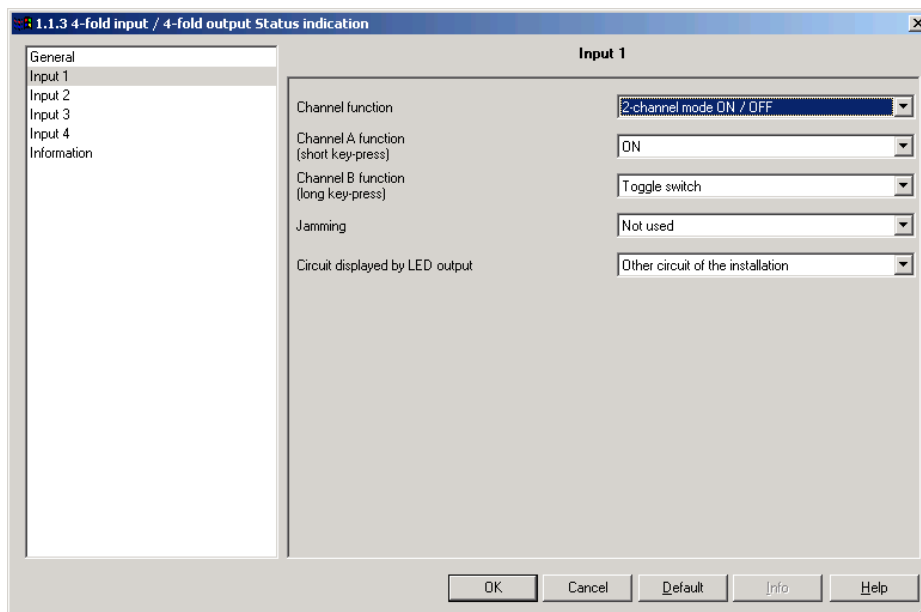 1.1.3 4-fold input / 4-fold output Status indication
General
Input 1
Input 2
Input 3
Input 4
Information
Input 1
Channel function
2-channel mode ON / OFF
Channel A function
(short key-press)
ON
Channel B function
(long key-press)
Toggle switch
Jamming
Not used
Circuit displayed by LED output
Other circuit of the installation
OK
Cancel
Default
Info
Help